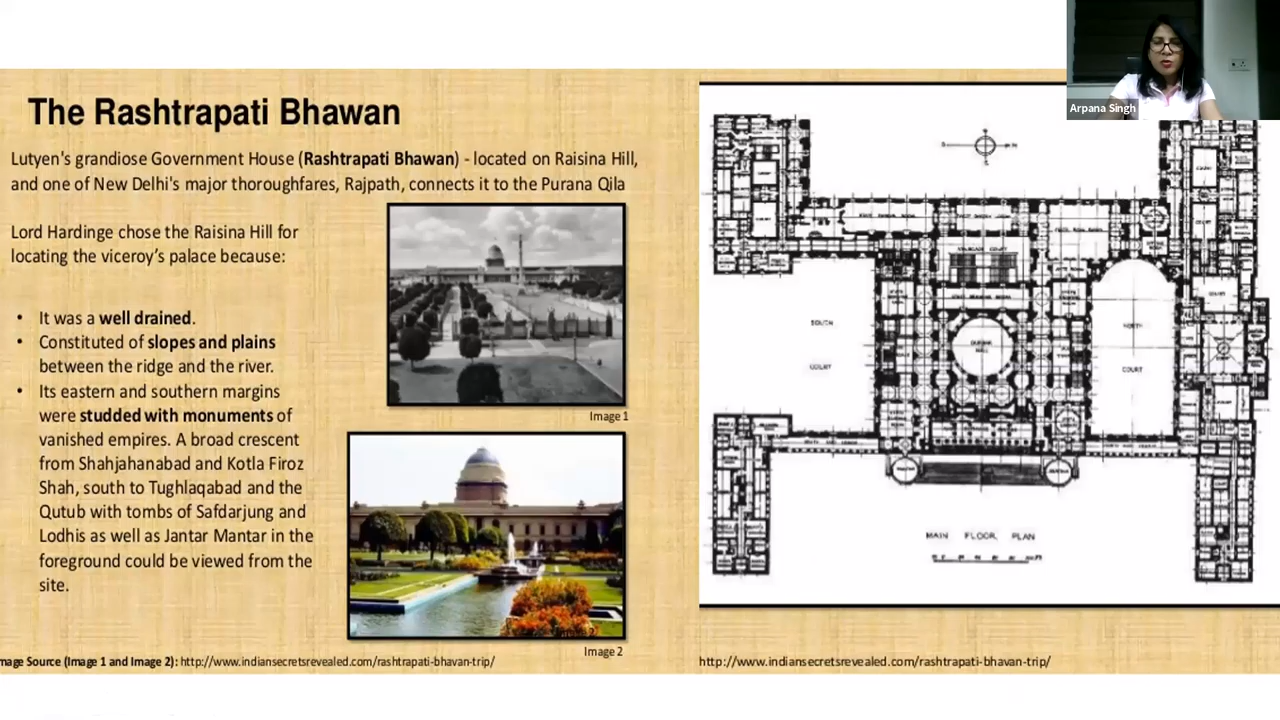 Arpana Singh
The Rashtrapati Bhawan
Lutyen's grandiose Government House (Rashtrapati Bhawan) - located on Raisina Hill,
and one of New Delhi's major thoroughfares, Rajpath, connects it to the Purana Qila
Lord Hardinge chose the Raisina Hill for
locating the viceroy's palace because:
• It was a well drained.
• Constituted of slopes and plains
between the ridge and the river.
• Its eastern and southern margins
were studded with monuments of
vanished empires. A broad crescent
from Shahjahanabad and Kotla Firoz
Shah, south to Tughlaqabad and the
Qutub with tombs of Safdarjung and
Lodhis as well as Jantar Mantar in the
foreground could be viewed from the
site.
Image 1
Image 2
mage Source (Image 1 and Image 2): http://www.indiansecretsrevealed.com/rashtrapati-bhavan-trip/
SOUTH
COURT
DURBAR
HALL
NORTH
COURT
MAIN FLOOR PLAN
http://www.indiansecretsrevealed.com/rashtrapati-bhavan-trip/